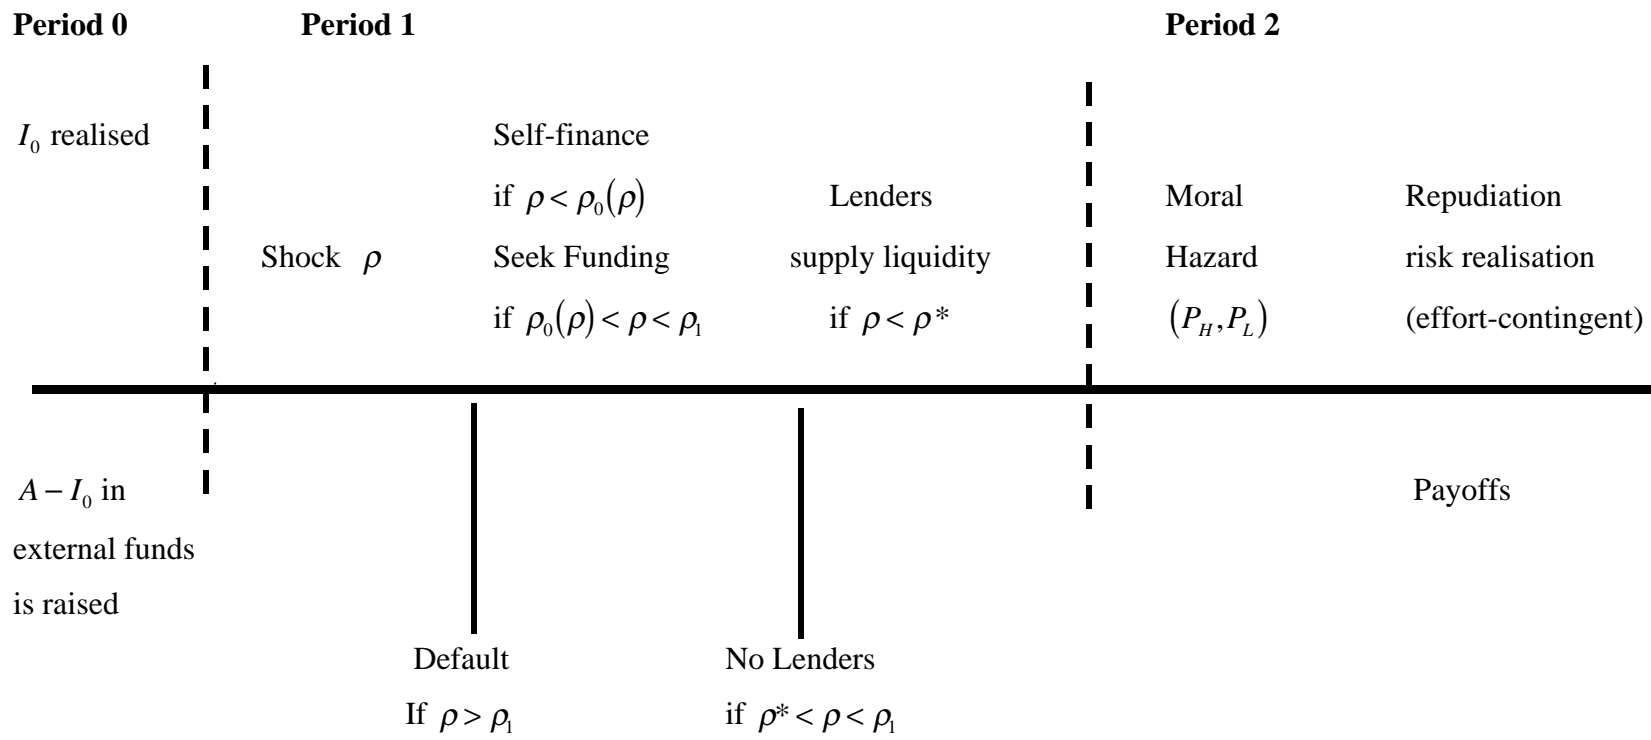 Period 0
Period 1
Period 2
I₀ realised
Shock ρ
Self-finance
if ρ < ρ₀(ρ)
Seek Funding
if ρ₀(ρ) < ρ < ρ₁
Lenders
supply liquidity
if ρ < ρ*
Moral
Hazard
(P_H, P_L)
Repudiation
risk realisation
(effort-contingent)
A − I₀ in
external funds
is raised
Payoffs
Default
If ρ > ρ₁
No Lenders
if ρ* < ρ < ρ₁